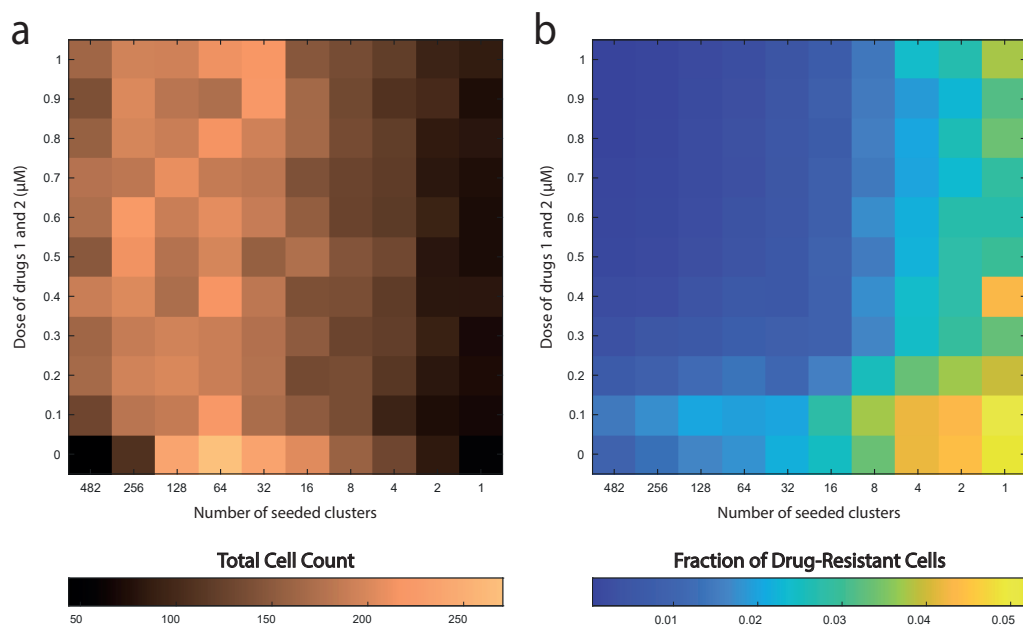 a
b
Dose of drugs 1 and 2 (µM)
1
0.9
0.8
0.7
0.6
0.5
0.4
0.3
0.2
0.1
0
482 256 128 64 32 16 8 4 2 1
Number of seeded clusters
Dose of drugs 1 and 2 (µM)
1
0.9
0.8
0.7
0.6
0.5
0.4
0.3
0.2
0.1
0
482 256 128 64 32 16 8 4 2 1
Number of seeded clusters
Total Cell Count
50 100 150 200 250
Fraction of Drug-Resistant Cells
0.01 0.02 0.03 0.04 0.05